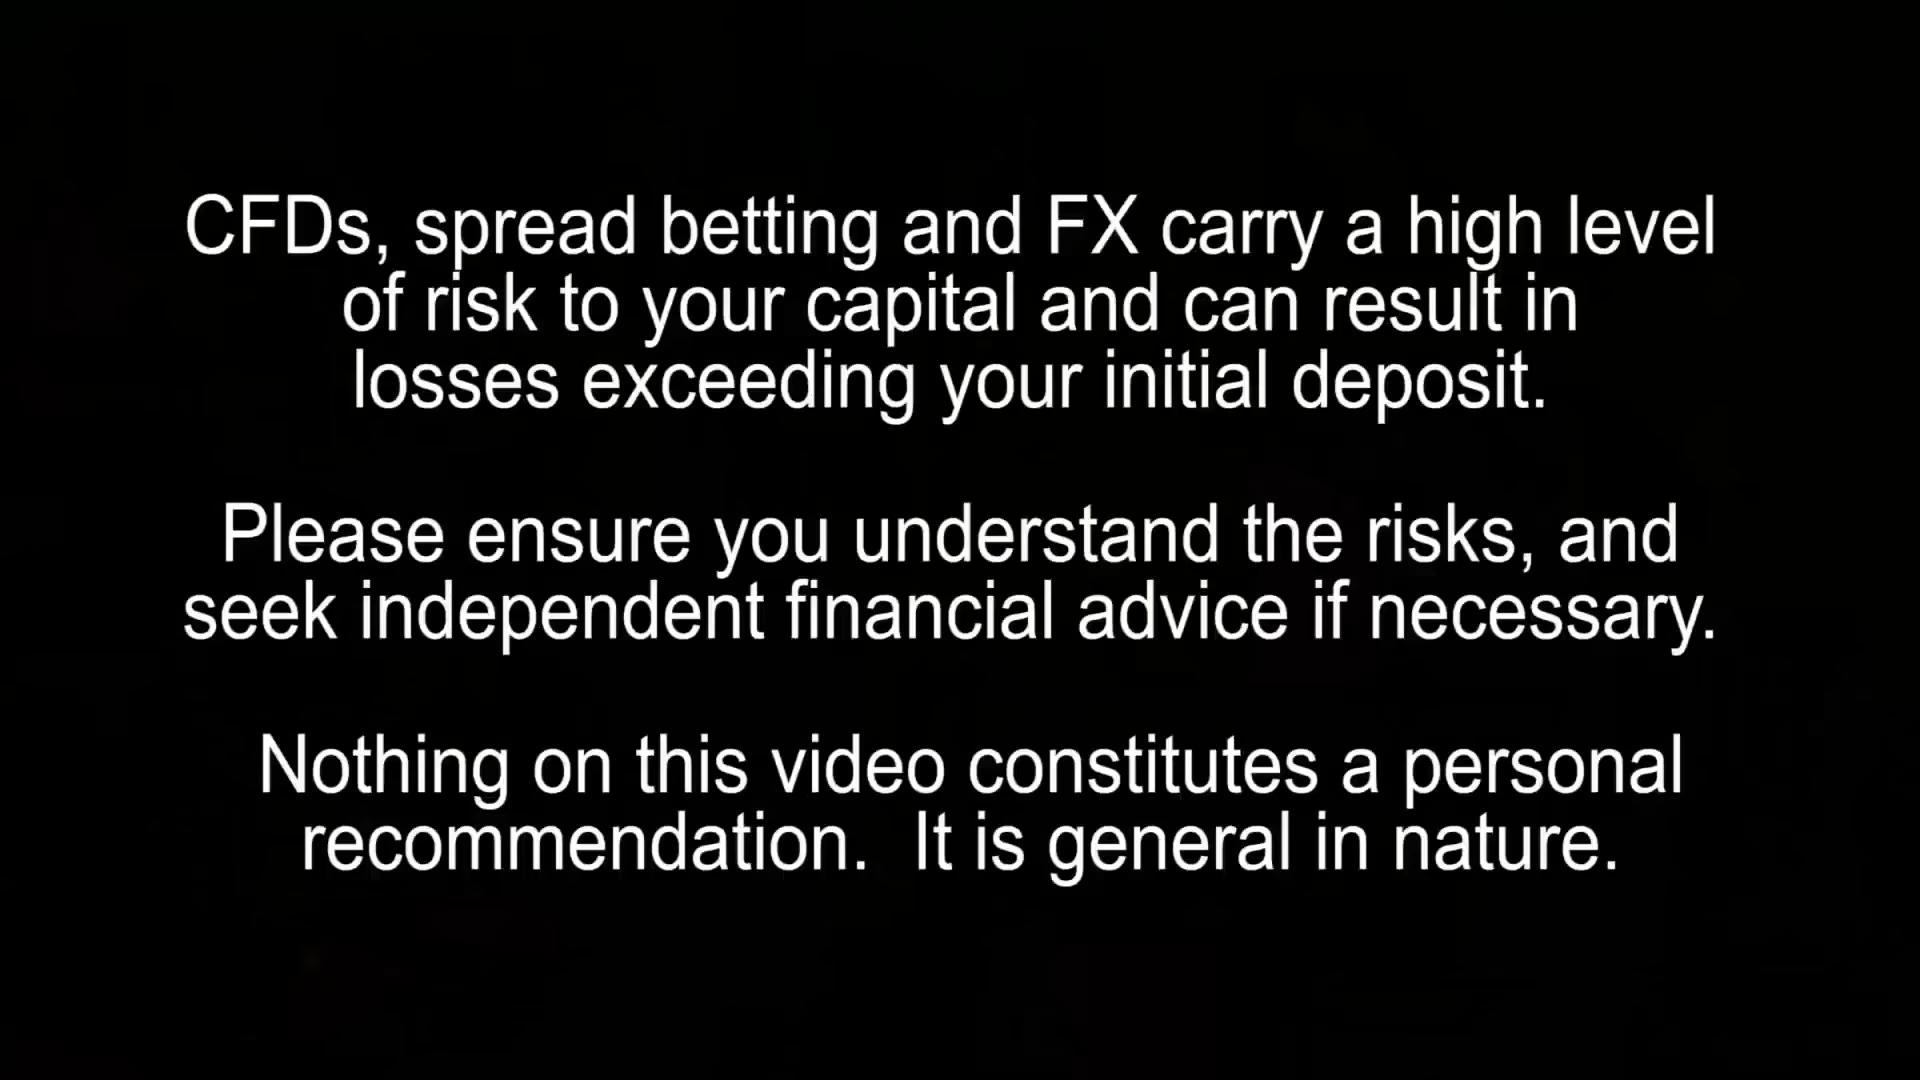 CFDs, spread betting and FX carry a high level
of risk to your capital and can result in
losses exceeding your initial deposit.
Please ensure you understand the risks, and
seek independent financial advice if necessary.
Nothing on this video constitutes a personal
recommendation.  It is general in nature.